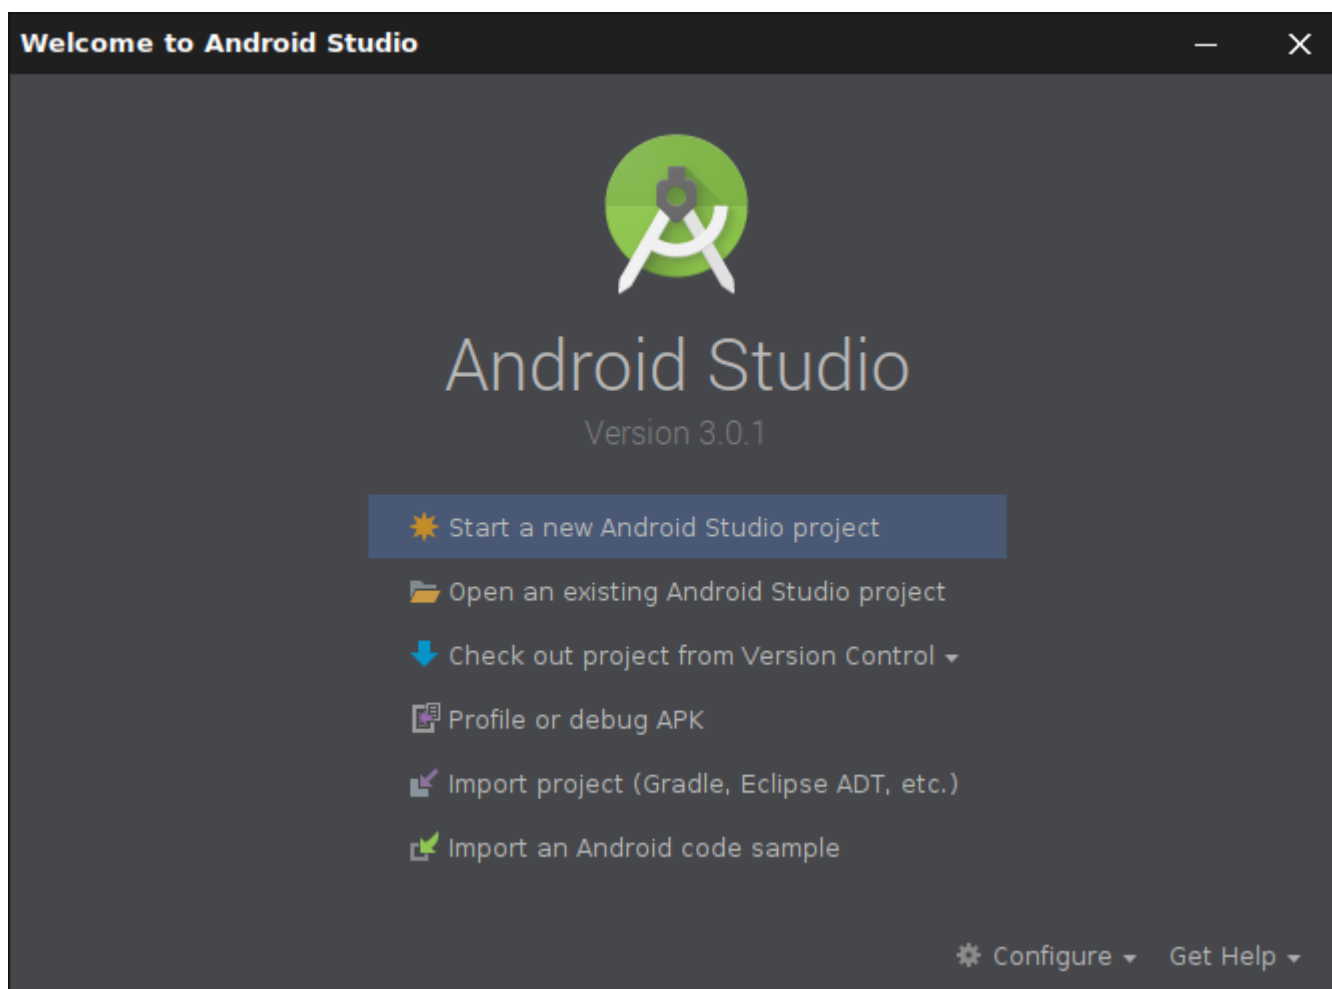 Welcome to Android Studio
Android Studio
Version 3.0.1
Start a new Android Studio project
Open an existing Android Studio project
Check out project from Version Control
Profile or debug APK
Import project (Gradle, Eclipse ADT, etc.)
Import an Android code sample
Configure Get Help